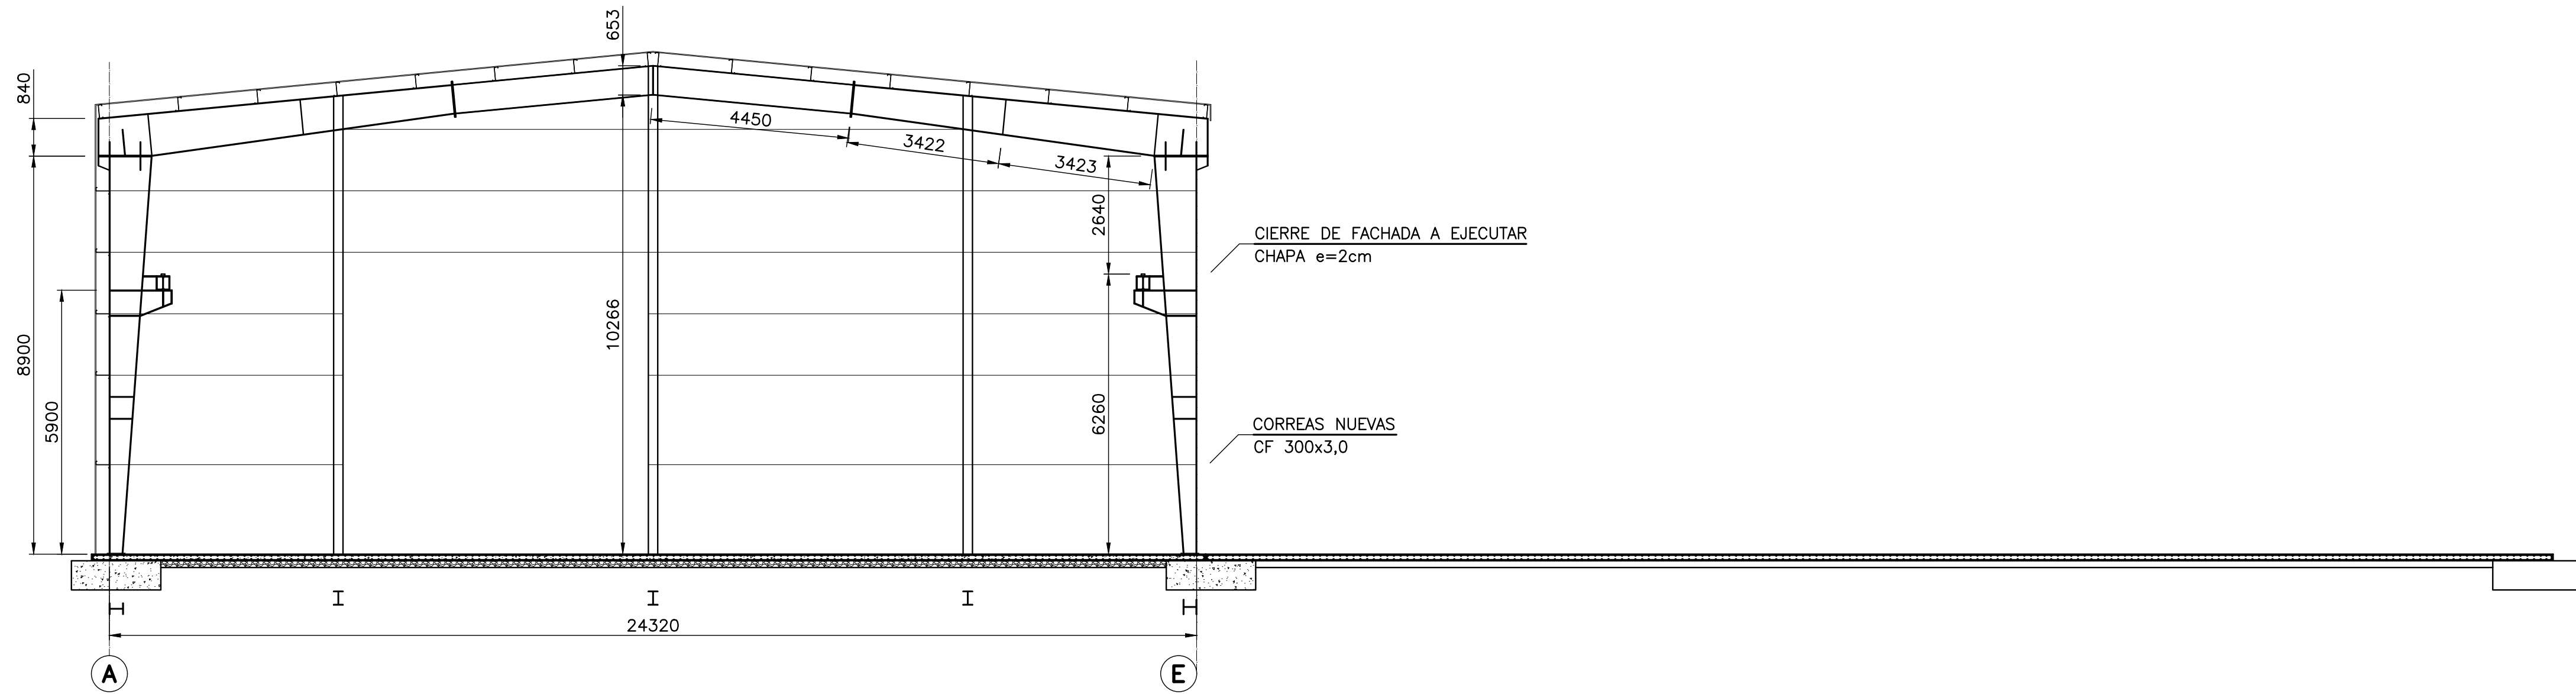 653
840
4450
3422
3423
2640
CIERRE DE FACHADA A EJECUTAR
CHAPA e=2cm
10266
8900
5900
6260
CORREAS NUEVAS
CF 300x3,0
24320
A
E